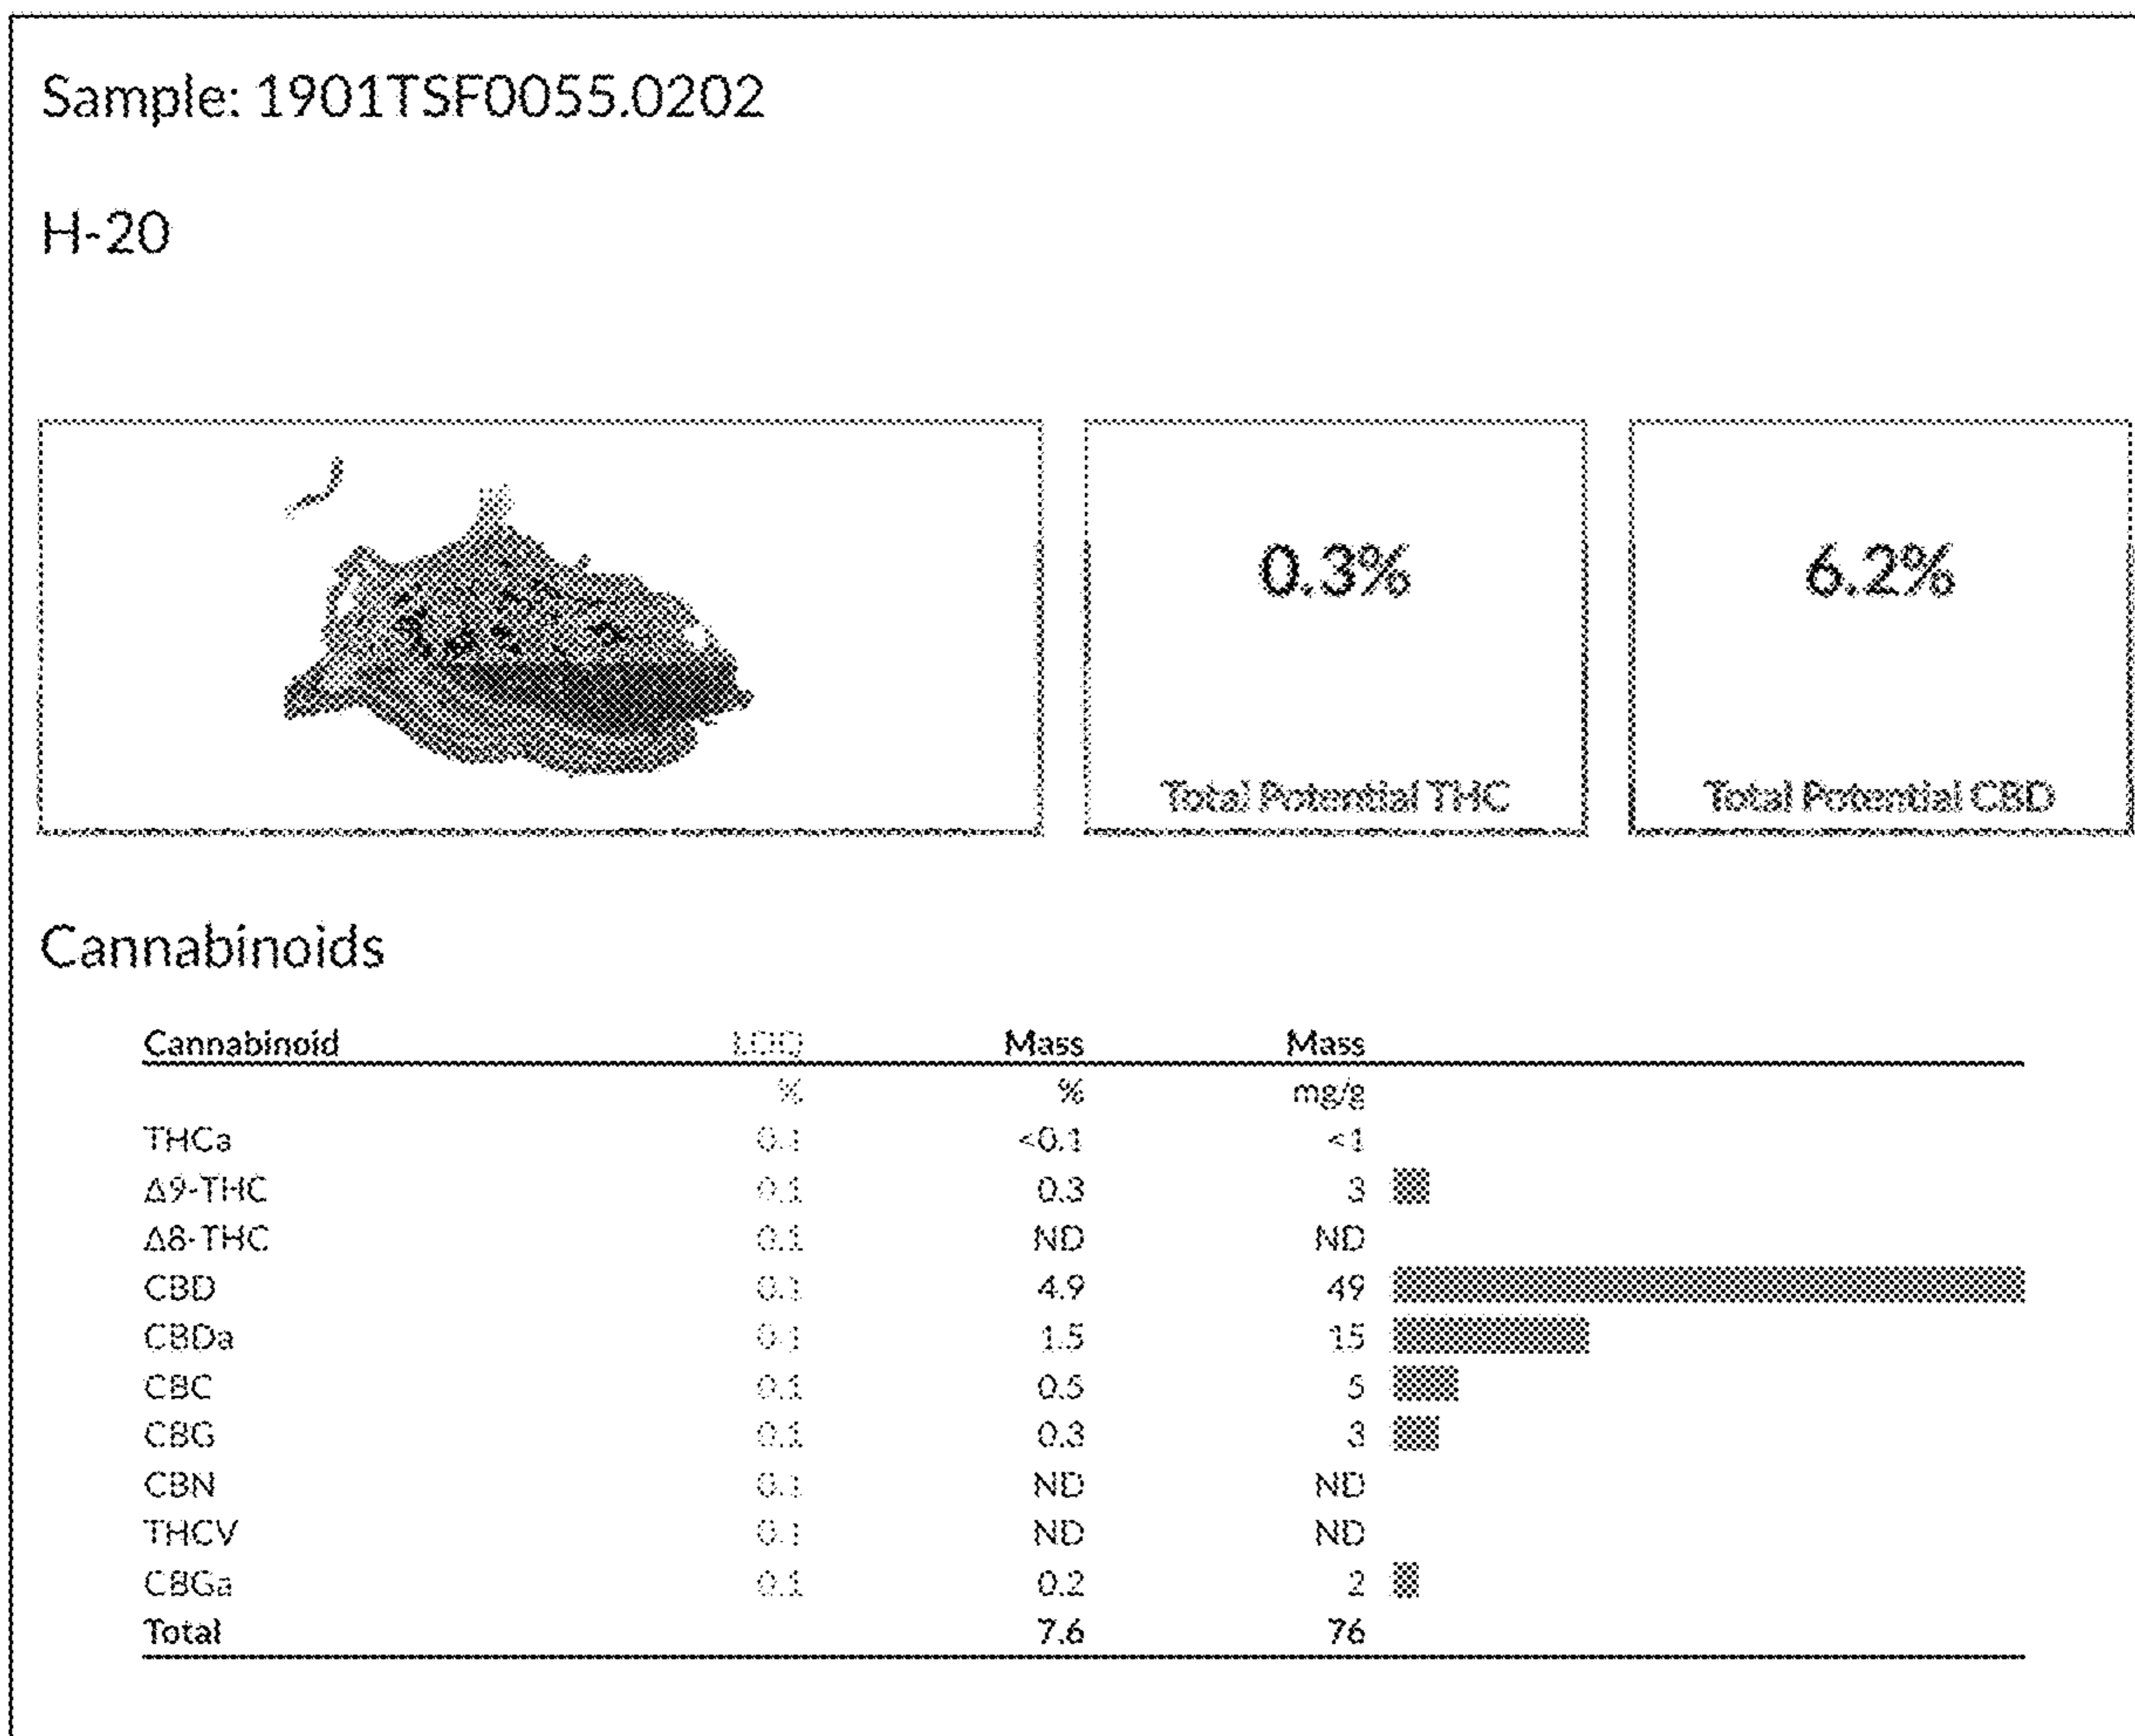 Sample: 1901TSF0055.0202
H-20
0.3%
6.2%
Total Potential THC
Total Potential CBD
Cannabinoids
Cannabinoid LOQ Mass Mass
% % mg/g
THCa 0.1 <0.1 <1
Δ9-THC 0.1 0.3 3
Δ8-THC 0.1 ND ND
CBD 0.1 4.9 49
CBDa 0.1 1.5 15
CBC 0.1 0.5 5
CBG 0.1 0.3 3
CBN 0.1 ND ND
THCV 0.1 ND ND
CBGa 0.1 0.2 2
Total 7.6 76